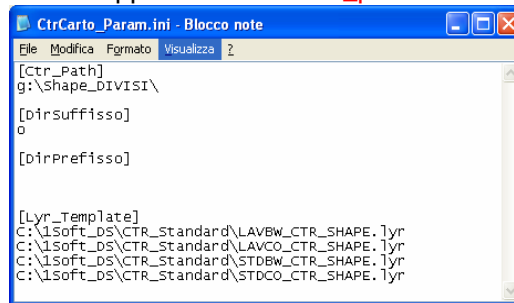 CtrCarto_Param.ini - Blocco note
File Modifica Formato Visualizza ?
[Ctr_Path]
g:\Shape_DIVISI\
[DirSuffisso]
o
[DirPrefisso]
[Lyr_Template]
C:\1Soft_DS\CTR_Standard\LAVBW_CTR_SHAPE.lyr
C:\1Soft_DS\CTR_Standard\LAVCO_CTR_SHAPE.lyr
C:\1Soft_DS\CTR_Standard\STDBW_CTR_SHAPE.lyr
C:\1Soft_DS\CTR_Standard\STDCO_CTR_SHAPE.lyr